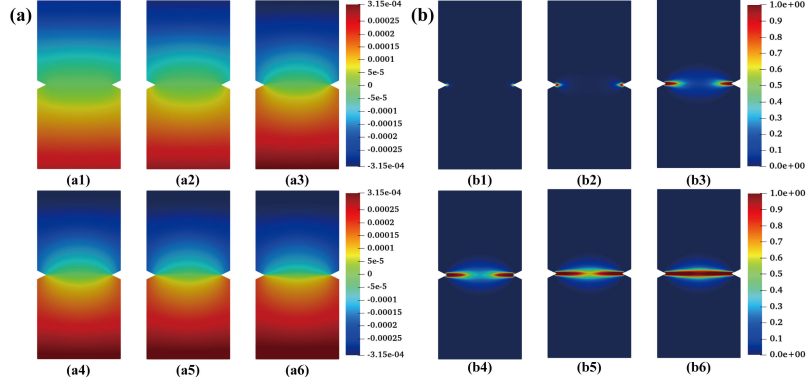 (a)
3.15e-04
0.00025
0.0002
0.0001
5e-5
0
-5e-5
-0.0001
-0.00015
-0.0002
-0.00025
-3.15e-04
(a1)
(a2)
(a3)
3.15e-04
0.00025
0.0002
0.0001
5e-5
0
-5e-5
-0.0001
-0.00015
-0.0002
-0.00025
-3.15e-04
(a4)
(a5)
(a6)
(b)
1.0e+00
0.9
0.8
0.7
0.6
0.5
0.4
0.3
0.2
0.1
0.0e+00
(b1)
(b2)
(b3)
1.0e+00
0.9
0.8
0.7
0.6
0.5
0.4
0.3
0.2
0.1
0.0e+00
(b4)
(b5)
(b6)